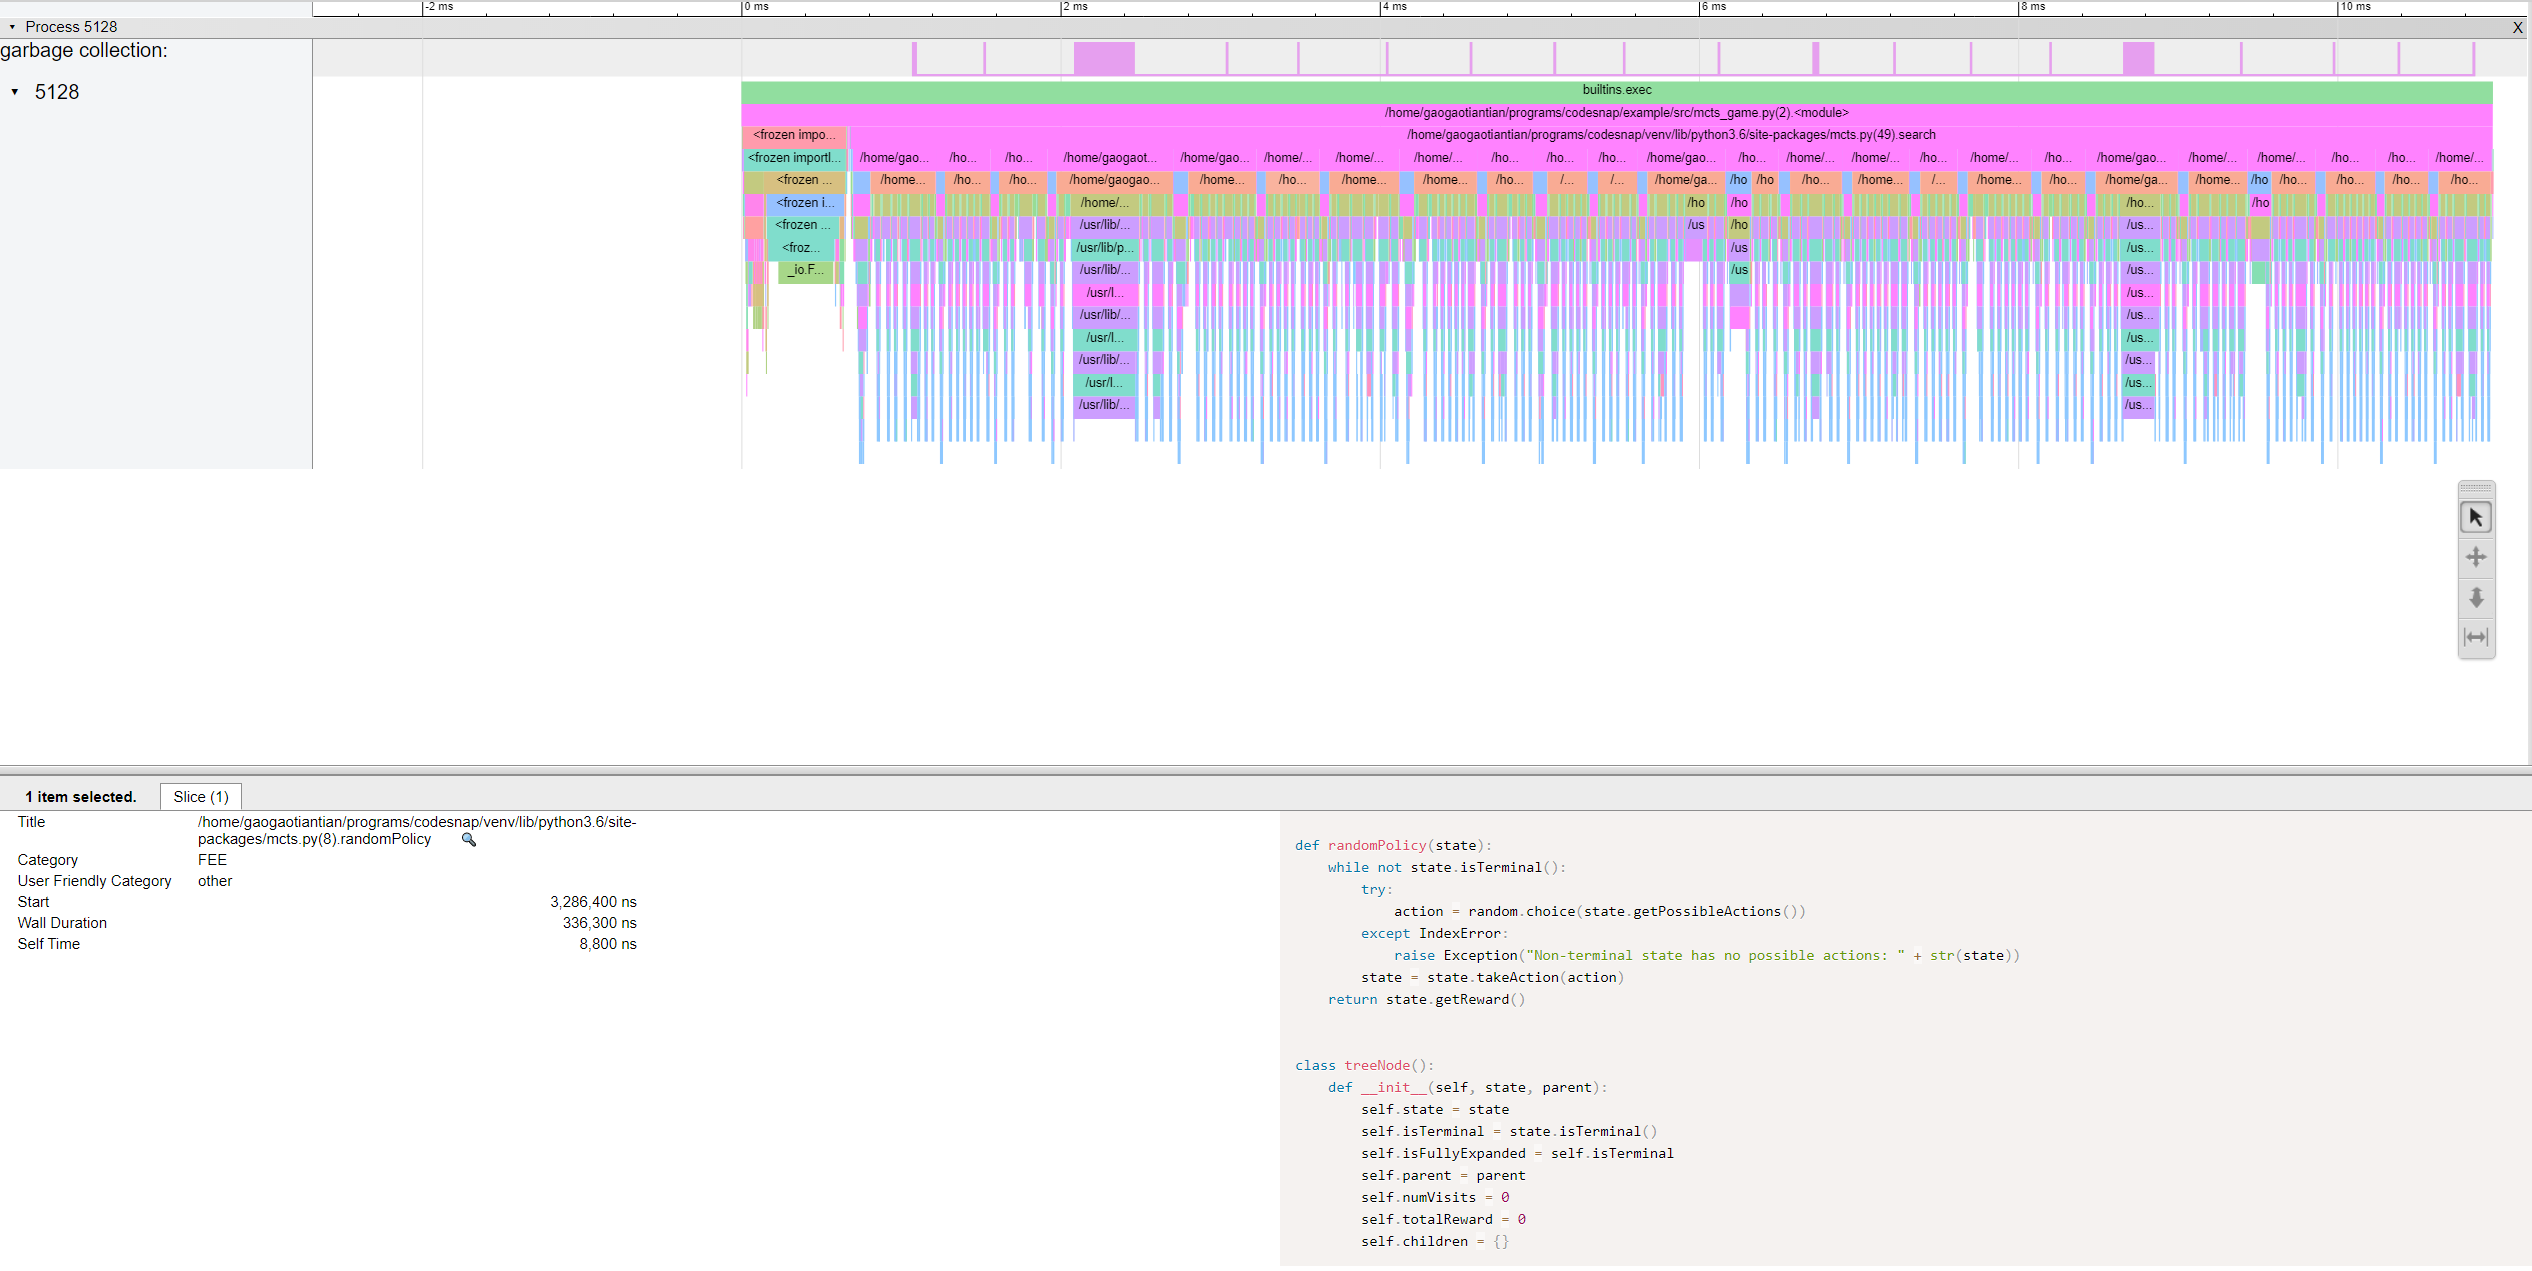 -2 ms 0 ms 2 ms 4 ms 6 ms 8 ms 10 ms
▾ Process 5128 X
garbage collection:
▾ 5128
builtins.exec
/home/gaogaotiantian/programs/codesnap/example/src/mcts_game.py(2).<module>
<frozen impo... /home/gaogaotiantian/programs/codesnap/venv/lib/python3.6/site-packages/mcts.py(49).search
<frozen importl... /home/gao... /ho... /ho... /home/gaogaot... /home/gao... /home/... /home/... /home/... /ho... /ho... /ho... /home/gao... /ho... /home/... /home/... /ho... /home/... /ho... /home/gao... /home/... /home/... /ho... /ho... /home/...
<frozen ... /home... /ho... /ho... /home/gaogao... /home... /ho... /home... /home... /ho... /... /... /home/ga... /ho /ho /ho... /home... /... /home... /ho... /home/ga... /home... /ho /ho... /ho... /ho... /ho...
<frozen i... /home/... /ho /ho /ho... /ho
<frozen ... /usr/lib/... /us /ho /us...
<froz... /usr/lib/p... /us /us...
_io.F... /usr/lib/... /us /us...
/usr/l... /us...
/usr/lib/... /us...
/usr/l... /us...
/usr/lib/... /us...
/usr/l... /us...
/usr/lib/... /us...
1 item selected. Slice (1)
Title /home/gaogaotiantian/programs/codesnap/venv/lib/python3.6/site-
packages/mcts.py(8).randomPolicy
Category FEE
User Friendly Category other
Start 3,286,400 ns
Wall Duration 336,300 ns
Self Time 8,800 ns
def randomPolicy(state):
    while not state.isTerminal():
        try:
            action = random.choice(state.getPossibleActions())
        except IndexError:
            raise Exception("Non-terminal state has no possible actions: " + str(state))
        state = state.takeAction(action)
    return state.getReward()
class treeNode():
    def __init__(self, state, parent):
        self.state = state
        self.isTerminal = state.isTerminal()
        self.isFullyExpanded = self.isTerminal
        self.parent = parent
        self.numVisits = 0
        self.totalReward = 0
        self.children = {}